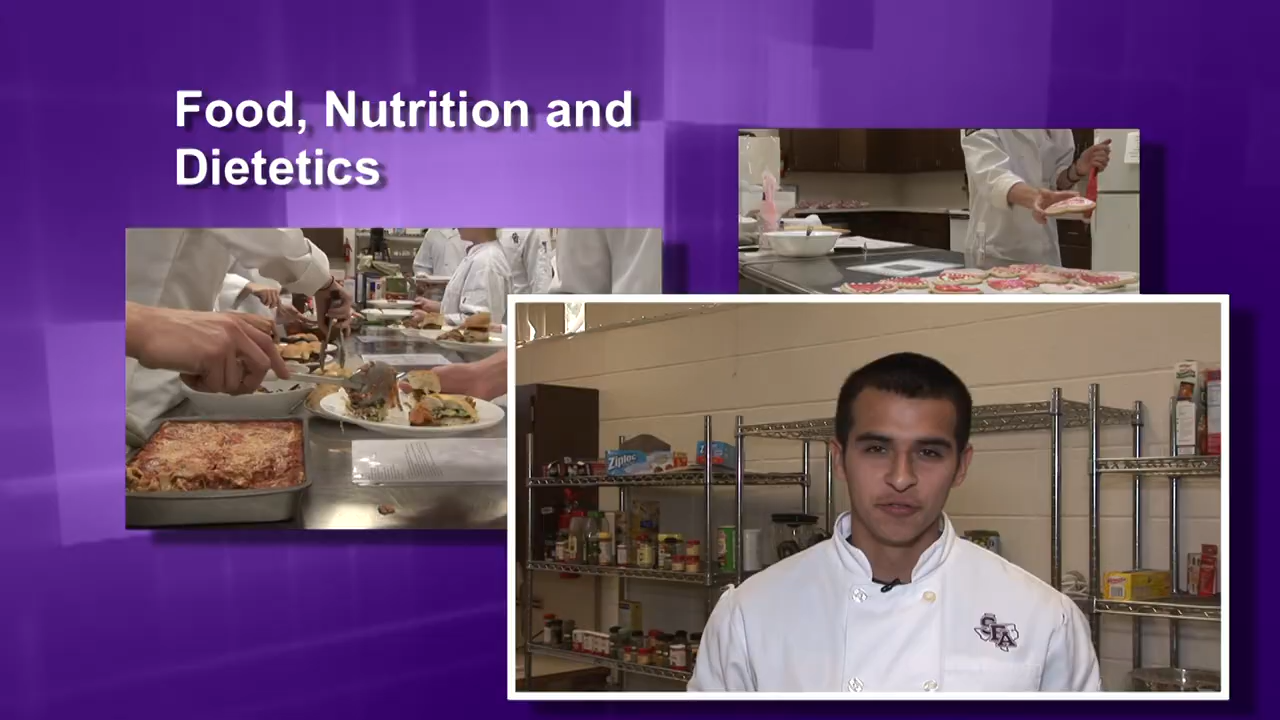 Food, Nutrition and
Dietetics
Ziploc
SFA